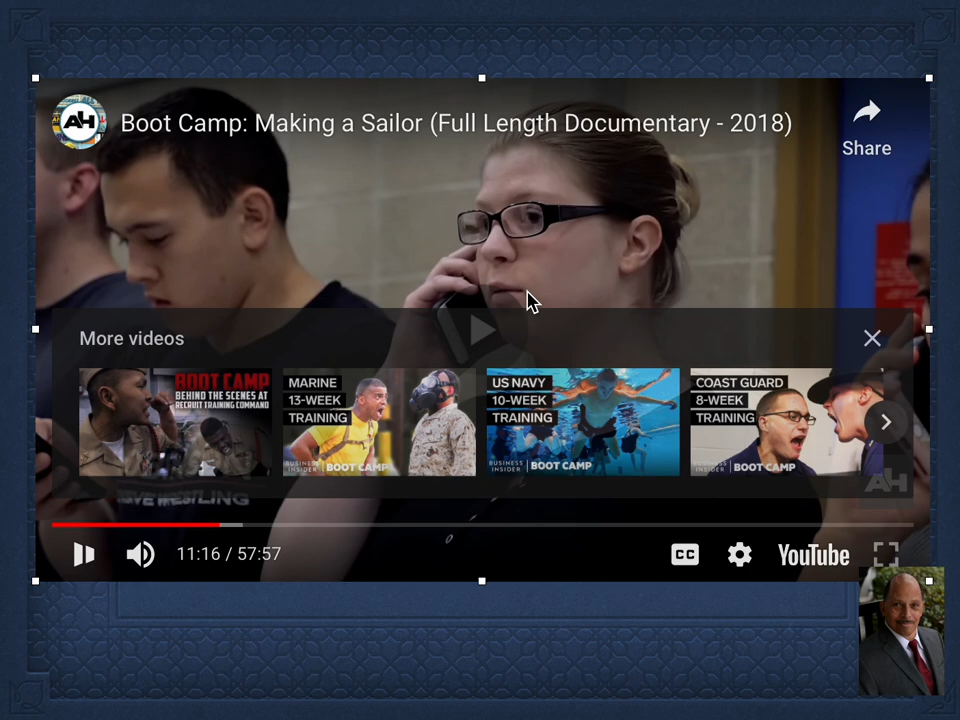 AH
Boot Camp: Making a Sailor (Full Length Documentary - 2018)
Share
More videos
BOOT CAMP
BEHIND THE SCENES AT
RECRUIT TRAINING COMMAND
MARINE
13-WEEK
TRAINING
BUSINESS
INSIDER
BOOT CAMP
US NAVY
10-WEEK
TRAINING
BUSINESS
INSIDER
BOOT CAMP
COAST GUARD
8-WEEK
TRAINING
BUSINESS
INSIDER
BOOT CAMP
AH
11:16 / 57:57
CC
YouTube